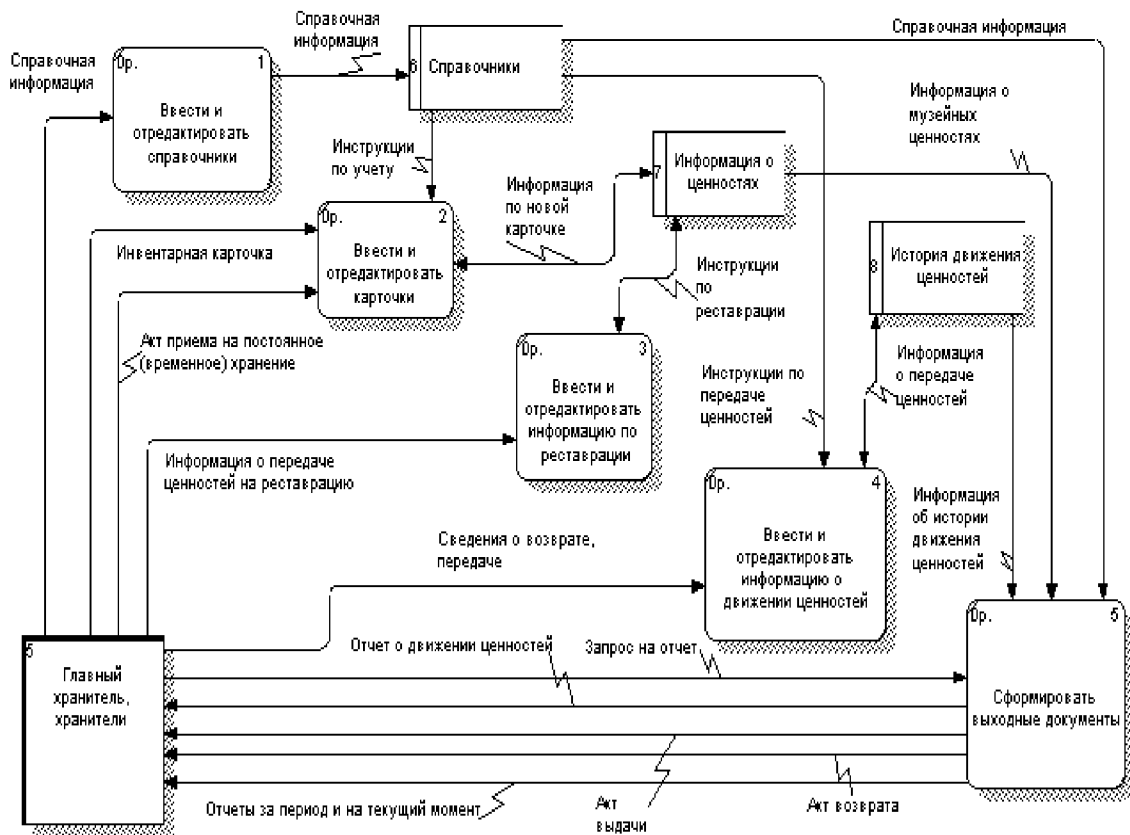 Справочная
информация
Справочная
информация
Справочная информация
0р.
1
Ввести и
отредактировать
справочники
6
Справочники
Информация о
музейных
ценностях
Инструкции
по учету
Информация
по новой
карточке
7
Информация о
ценностях
0р.
2
Ввести и
отредактировать
карточки
Инвентарная карточка
8
История движения
ценностей
Инструкции
по
реставрации
Акт приема на постоянное
(временное) хранение
0р.
3
Ввести и
отредактировать
информацию по
реставрации
Инструкции по
передаче
ценностей
Информация
о передаче
ценностей
Информация о передаче
ценностей на реставрацию
0р.
4
Ввести и
отредактировать
информацию о
движении ценностей
Информация
об истории
движения
ценностей
Сведения о возврате,
передаче
5
Главный
хранитель,
хранители
Отчет о движении ценностей
Запрос на отчет
0р.
5
Сформировать
выходные документы
Отчеты за период и на текущий момент
Акт
выдачи
Акт возврата